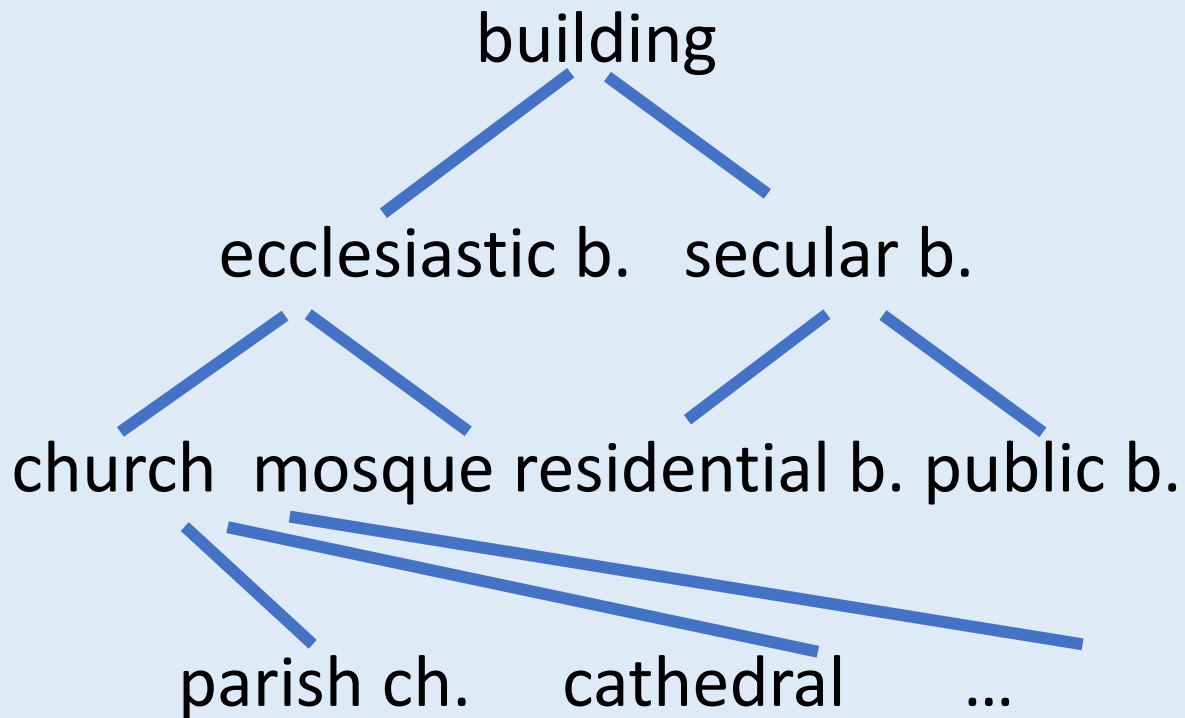 building
ecclesiastic b. secular b.
church mosque residential b. public b.
parish ch. cathedral ...